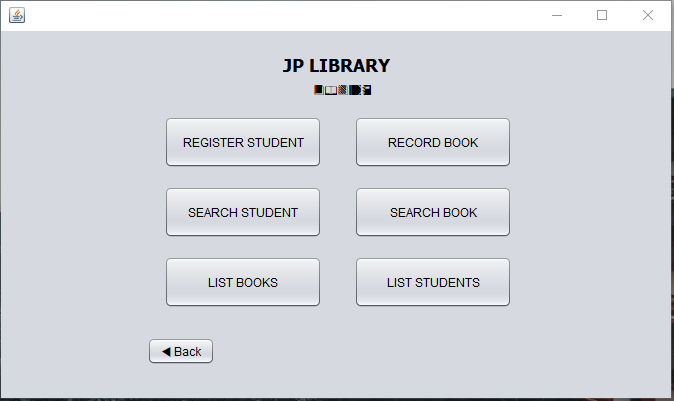 JP LIBRARY
REGISTER STUDENT
RECORD BOOK
SEARCH STUDENT
SEARCH BOOK
LIST BOOKS
LIST STUDENTS
◀ Back